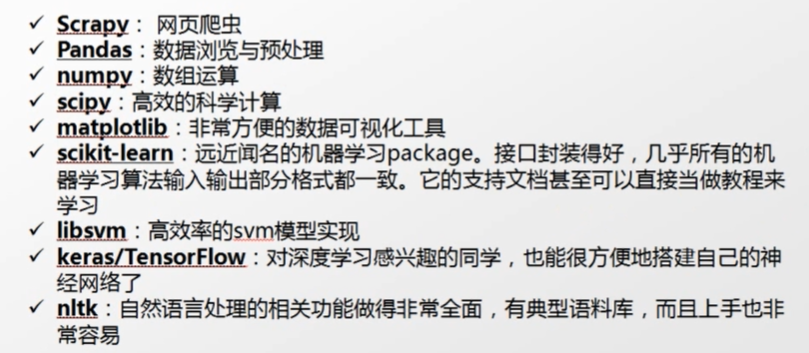 ✓ Scrapy： 网页爬虫
✓ Pandas：数据浏览与预处理
✓ numpy：数组运算
✓ scipy：高效的科学计算
✓ matplotlib：非常方便的数据可视化工具
✓ scikit-learn：远近闻名的机器学习package。接口封装得好，几乎所有的机
器学习算法输入输出部分格式都一致。它的支持文档甚至可以直接当做教程来
学习
✓ libsvm：高效率的svm模型实现
✓ keras/TensorFlow：对深度学习感兴趣的同学，也能很方便地搭建自己的神
经网络了
✓ nltk：自然语言处理的相关功能做得非常全面，有典型语料库，而且上手也非
常容易